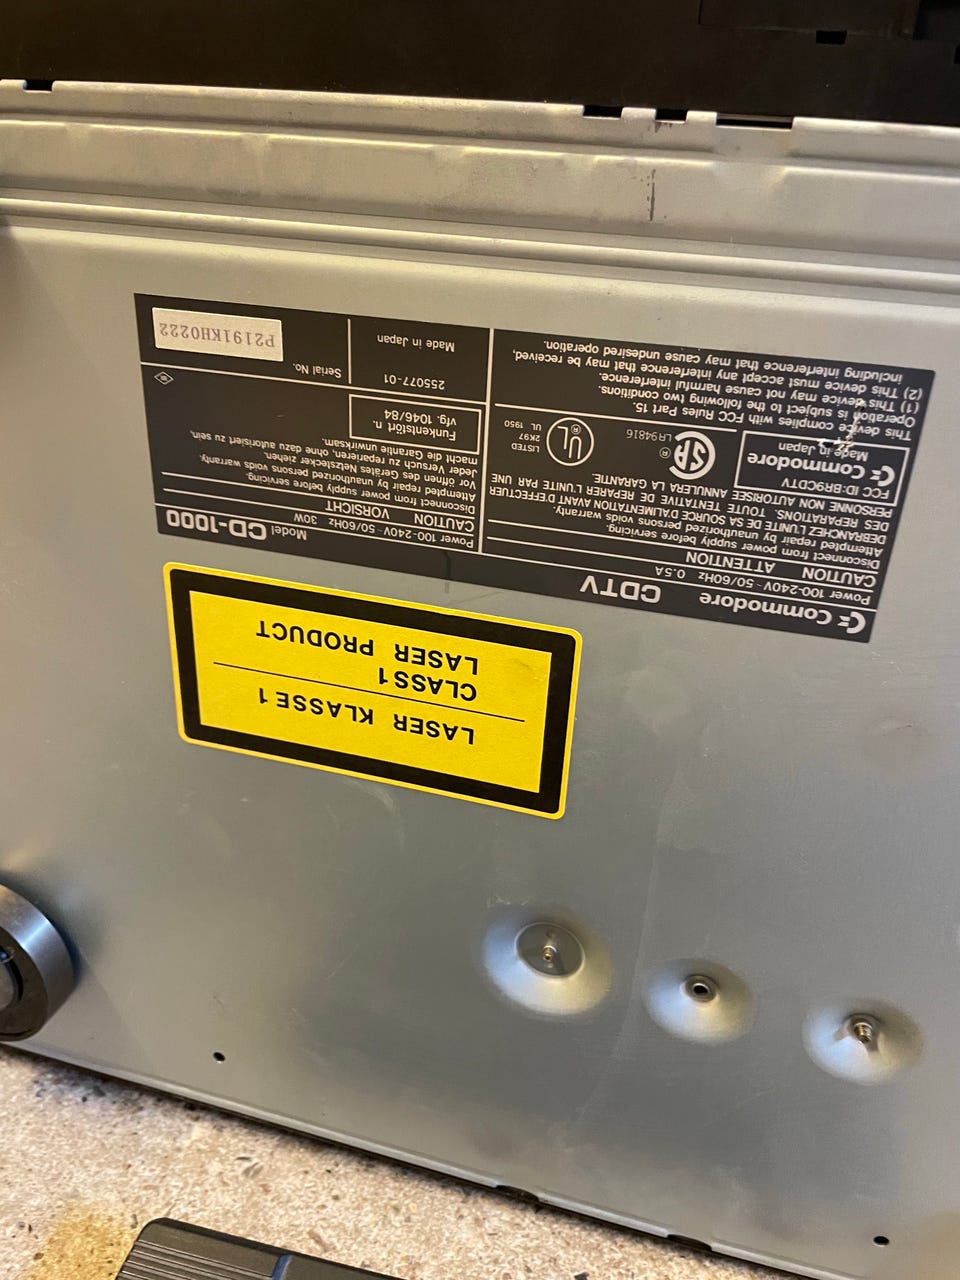 Commodore CDTV
Power 100-240V~50/60Hz 0.5A
CAUTION ATTENTION
Disconnect from power supply before servicing.
Attempted repair by unauthorized persons voids warranty.
DEBRANCHEZ L'UNITE DE SA SOURCE D'ALIMENTATION AVANT D'EFFECTUER
DES REPARATIONS. TOUTE TENTATIVE DE REPARER L'UNITE PAR UNE
PERSONNE NON AUTORISEE ANNULERA LA GARANTIE.
FCC ID:BR9CDTV
Commodore
Made in Japan
SA
®
LR94816
UL
®
LISTED
2K97
UL 1950
This device complies with FCC Rules Part 15.
Operation is subject to the following two conditions.
(1) This device may not cause harmful interference.
(2) This device must accept any interference that may be received,
including interference that may cause undesired operation.
Model CD-1000
Power 100-240V~50/60Hz 30W
CAUTION VORSICHT
Disconnect from power supply before servicing.
Attempted repair by unauthorized persons voids warranty.
Vor öffnen des Gerätes Netzstecker ziehen.
Jeder Versuch zu reparieren, ohne dazu autorisiert zu sein,
macht die Garantie unwirksam.
Funkentstört n.
Vfg. 1046/84
255077-01
Made in Japan
Serial No.
P2191KH0222
LASER KLASSE 1
CLASS 1
LASER PRODUCT